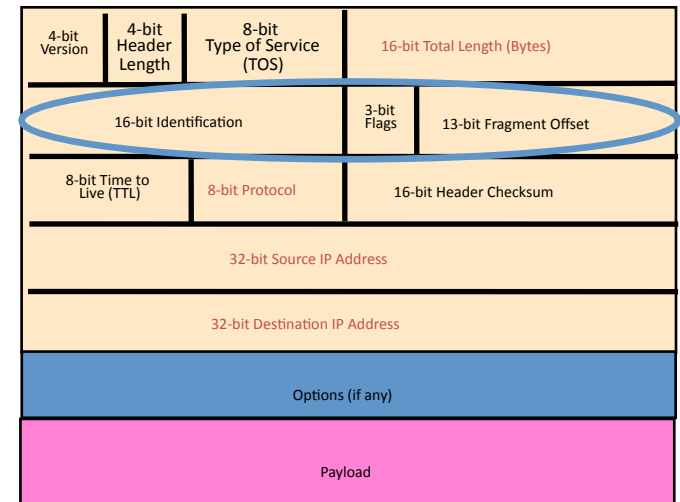 4-bit
Version
4-bit
Header
Length
8-bit
Type of Service
(TOS)
16-bit Total Length (Bytes)
16-bit Identification
3-bit
Flags
13-bit Fragment Offset
8-bit Time to
Live (TTL)
8-bit Protocol
16-bit Header Checksum
32-bit Source IP Address
32-bit Destination IP Address
Options (if any)
Payload